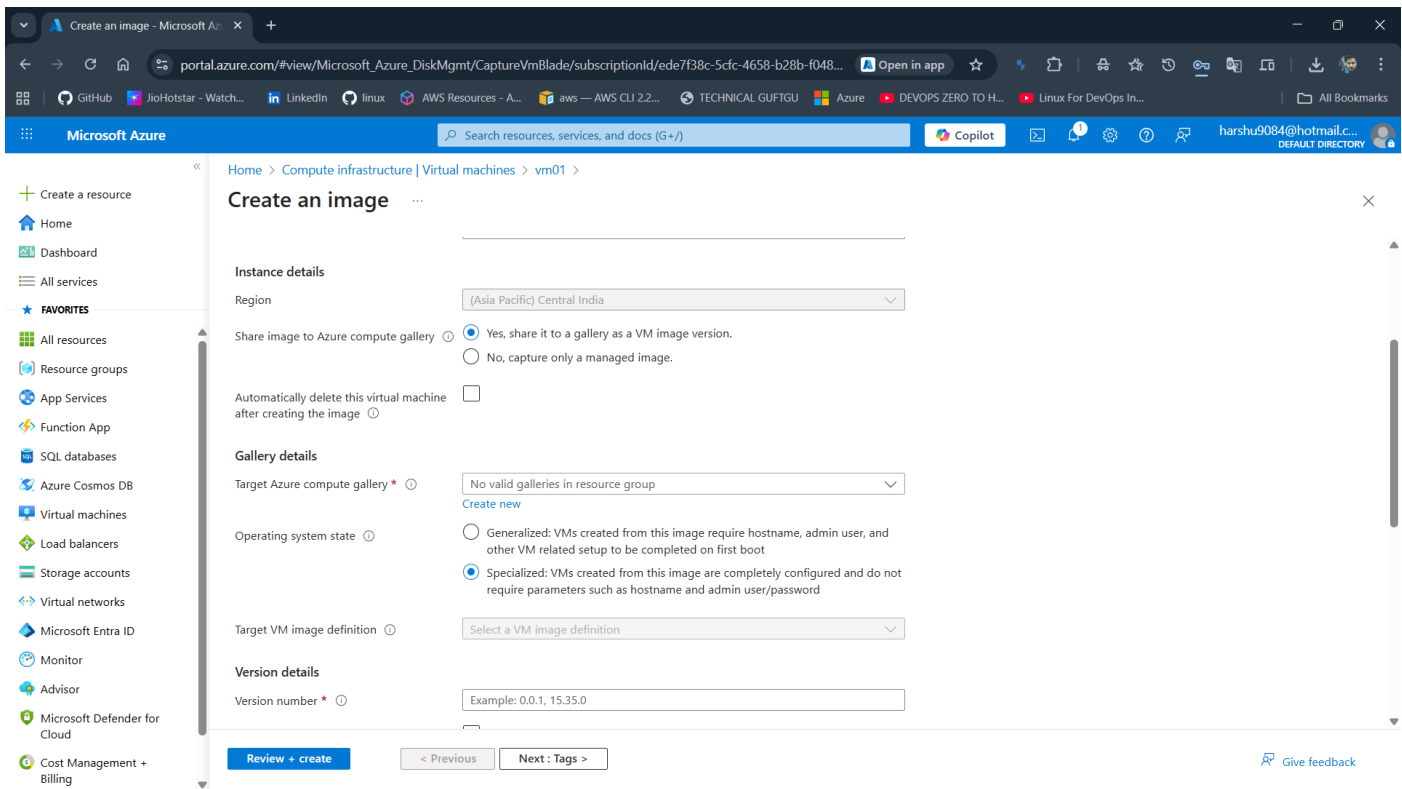 Create an image - Microsoft Az
portal.azure.com/#view/Microsoft_Azure_DiskMgmt/CaptureVmBlade/subscriptionId/ede7f38c-5cfc-4658-b28b-f048...
Open in app
GitHub
JioHotstar - Watch...
LinkedIn
linux
AWS Resources - A...
aws — AWS CLI 2.2...
TECHNICAL GUFTGU
Azure
DEVOPS ZERO TO H...
Linux For DevOps In...
All Bookmarks
Microsoft Azure
Search resources, services, and docs (G+/)
Copilot
1
harshu9084@hotmail.c...
DEFAULT DIRECTORY
Create a resource
Home
Dashboard
All services
FAVORITES
All resources
Resource groups
App Services
Function App
SQL databases
Azure Cosmos DB
Virtual machines
Load balancers
Storage accounts
Virtual networks
Microsoft Entra ID
Monitor
Advisor
Microsoft Defender for
Cloud
Cost Management +
Billing
Home > Compute infrastructure | Virtual machines > vm01 >
Create an image ...
Instance details
Region
(Asia Pacific) Central India
Share image to Azure compute gallery
Yes, share it to a gallery as a VM image version.
No, capture only a managed image.
Automatically delete this virtual machine
after creating the image
Gallery details
Target Azure compute gallery *
No valid galleries in resource group
Create new
Operating system state
Generalized: VMs created from this image require hostname, admin user, and
other VM related setup to be completed on first boot
Specialized: VMs created from this image are completely configured and do not
require parameters such as hostname and admin user/password
Target VM image definition
Select a VM image definition
Version details
Version number *
Example: 0.0.1, 15.35.0
Review + create
< Previous
Next : Tags >
Give feedback